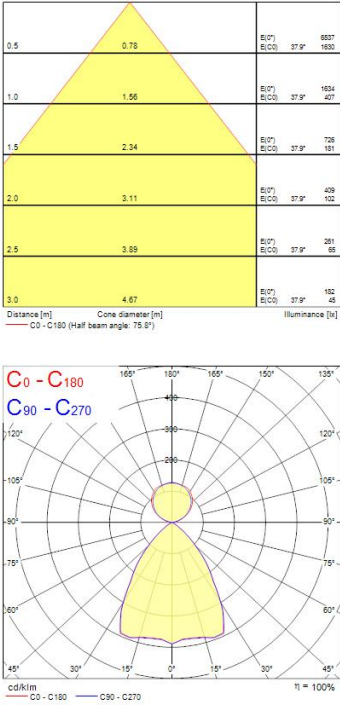 E(0°) 6537
0.5 0.78 E(C0) 37.9° 1630
E(0°) 1634
1.0 1.56 E(C0) 37.9° 407
E(0°) 726
1.5 2.34 E(C0) 37.9° 181
E(0°) 409
2.0 3.11 E(C0) 37.9° 102
E(0°) 261
2.5 3.89 E(C0) 37.9° 65
E(0°) 182
3.0 4.67 E(C0) 37.9° 45
Distance [m] Cone diameter [m] Illuminance [lx]
C0 - C180 (Half beam angle: 75.8°)
165° 180° 165°
C0 - C180
135°
400
C90 - C270
300
120° 120°
200
105° 105°
90° 90°
75° 75°
60° 60°
45° 30° 15° 0° 15° 30° 45°
cd/klm η = 100%
C0 - C180 C90 - C270